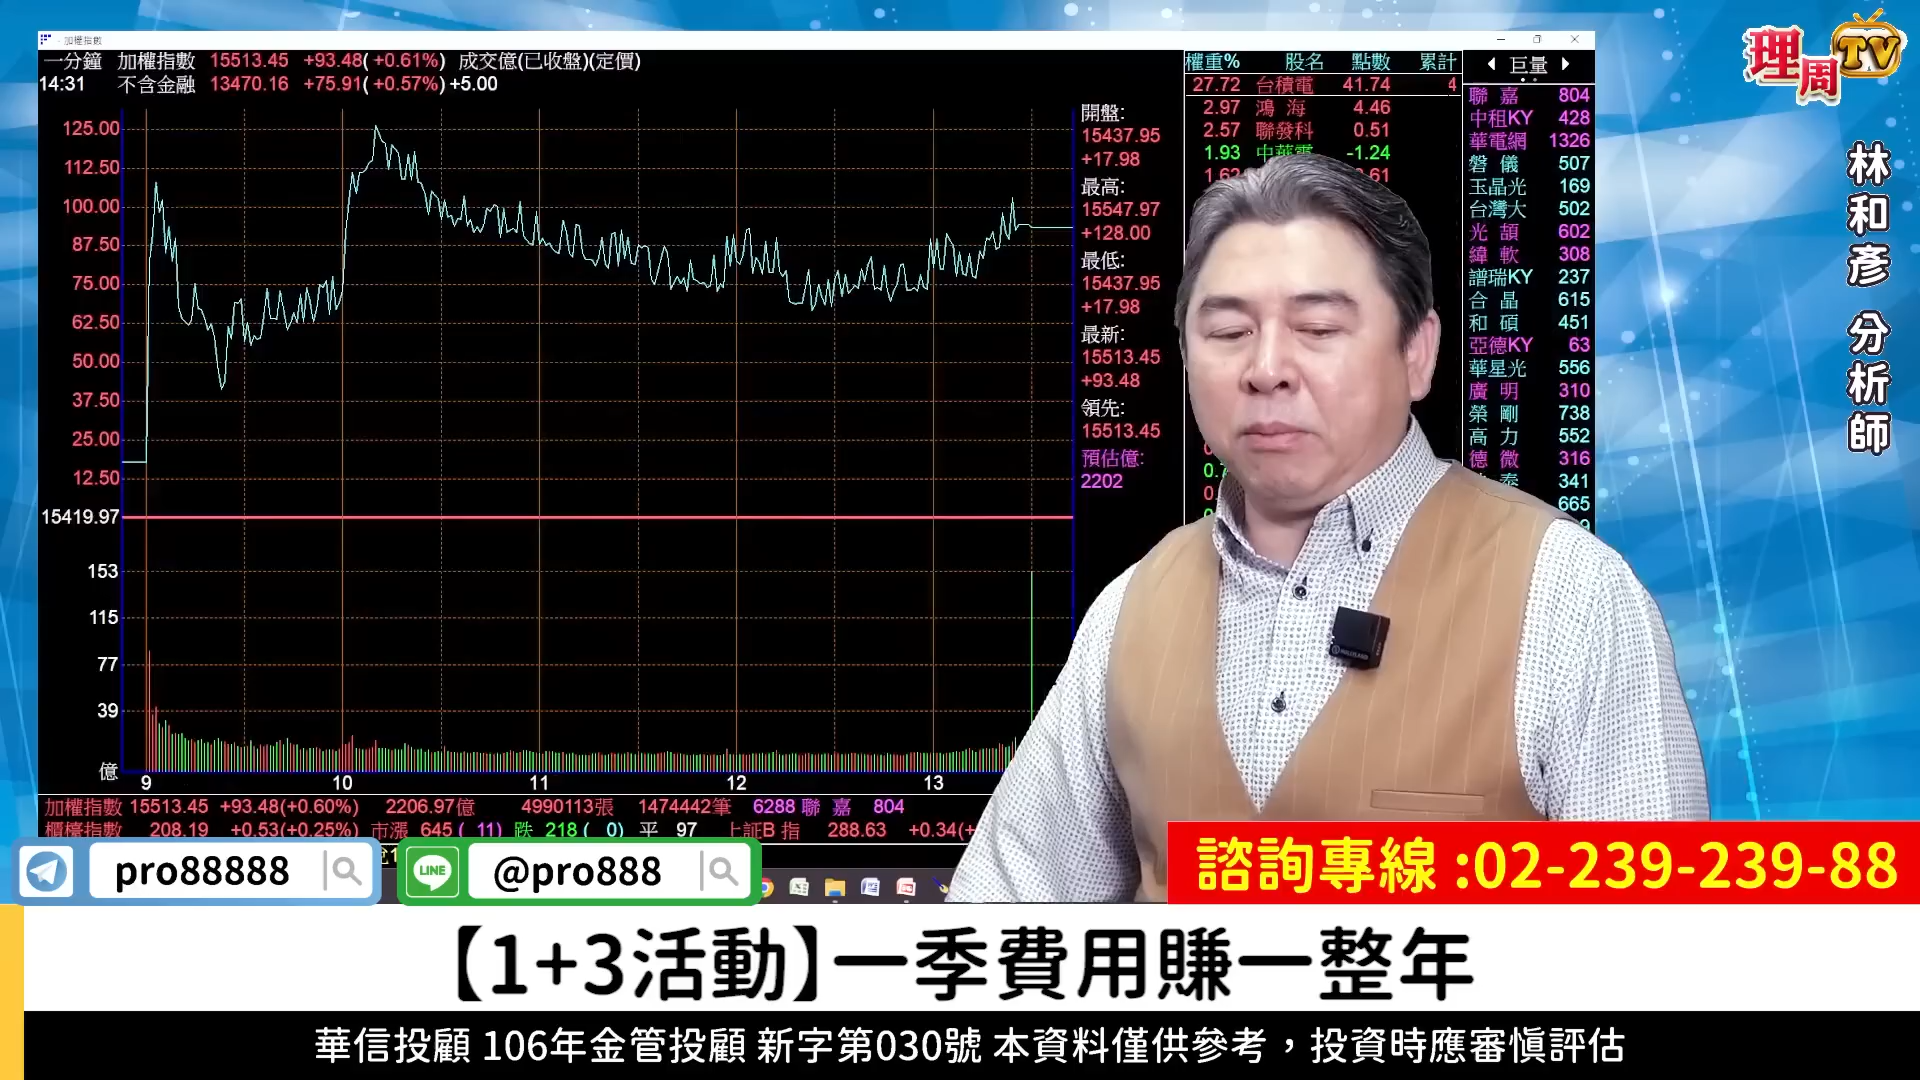 加權指數
一分鐘 加權指數 15513.45 +93.48( +0.61%) 成交億(已收盤)(定價)
14:31 不含金融 13470.16 +75.91( +0.57%) +5.00
125.00
112.50
100.00
87.50
75.00
62.50
50.00
37.50
25.00
12.50
15419.97
153
115
77
39
億
9 10 11 12 13
開盤:
15437.95
+17.98
最高:
15547.97
+128.00
最低:
15437.95
+17.98
最新:
15513.45
+93.48
領先:
15513.45
預估億:
2202
權重% 股名 點數 累計
27.72 台積電 41.74 4
2.97 鴻海 4.46
2.57 聯發科 0.51
1.93 中華電 -1.24
巨量
聯嘉 804
中租KY 428
華電網 1326
磐儀 507
玉晶光 169
台灣大 502
光頡 602
緯軟 308
譜瑞KY 237
合晶 615
和碩 451
亞德KY 63
華星光 556
廣明 310
榮剛 738
高力 552
德微 316
泰 341
665
加權指數 15513.45 +93.48(+0.60%) 2206.97億 4990113張 1474442筆 6288 聯嘉 804
櫃檯指數 208.19 +0.53(+0.25%) 市漲 645 ( 11) 跌 218 ( 0) 平 97 上証B指 288.63 +0.34(+
理周TV
林和彥 分析師
pro88888
LINE
@pro888
諮詢專線:02-239-239-88
【1+3活動】一季費用賺一整年
華信投顧 106年金管投顧 新字第030號 本資料僅供參考，投資時應審慎評估